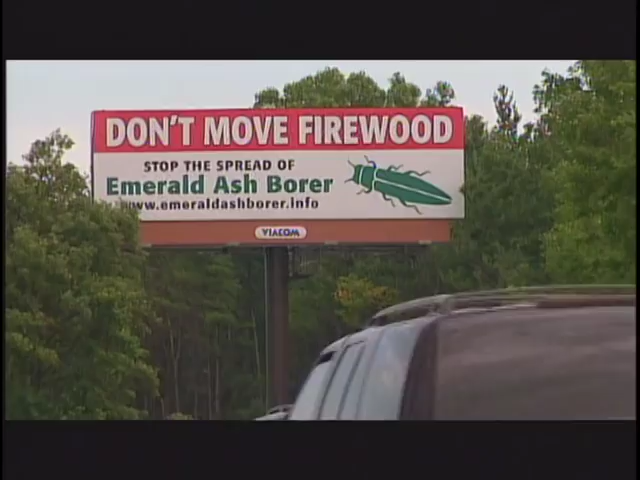 DON'T MOVE FIREWOOD
STOP THE SPREAD OF
Emerald Ash Borer
www.emeraldashborer.info
VIACOM